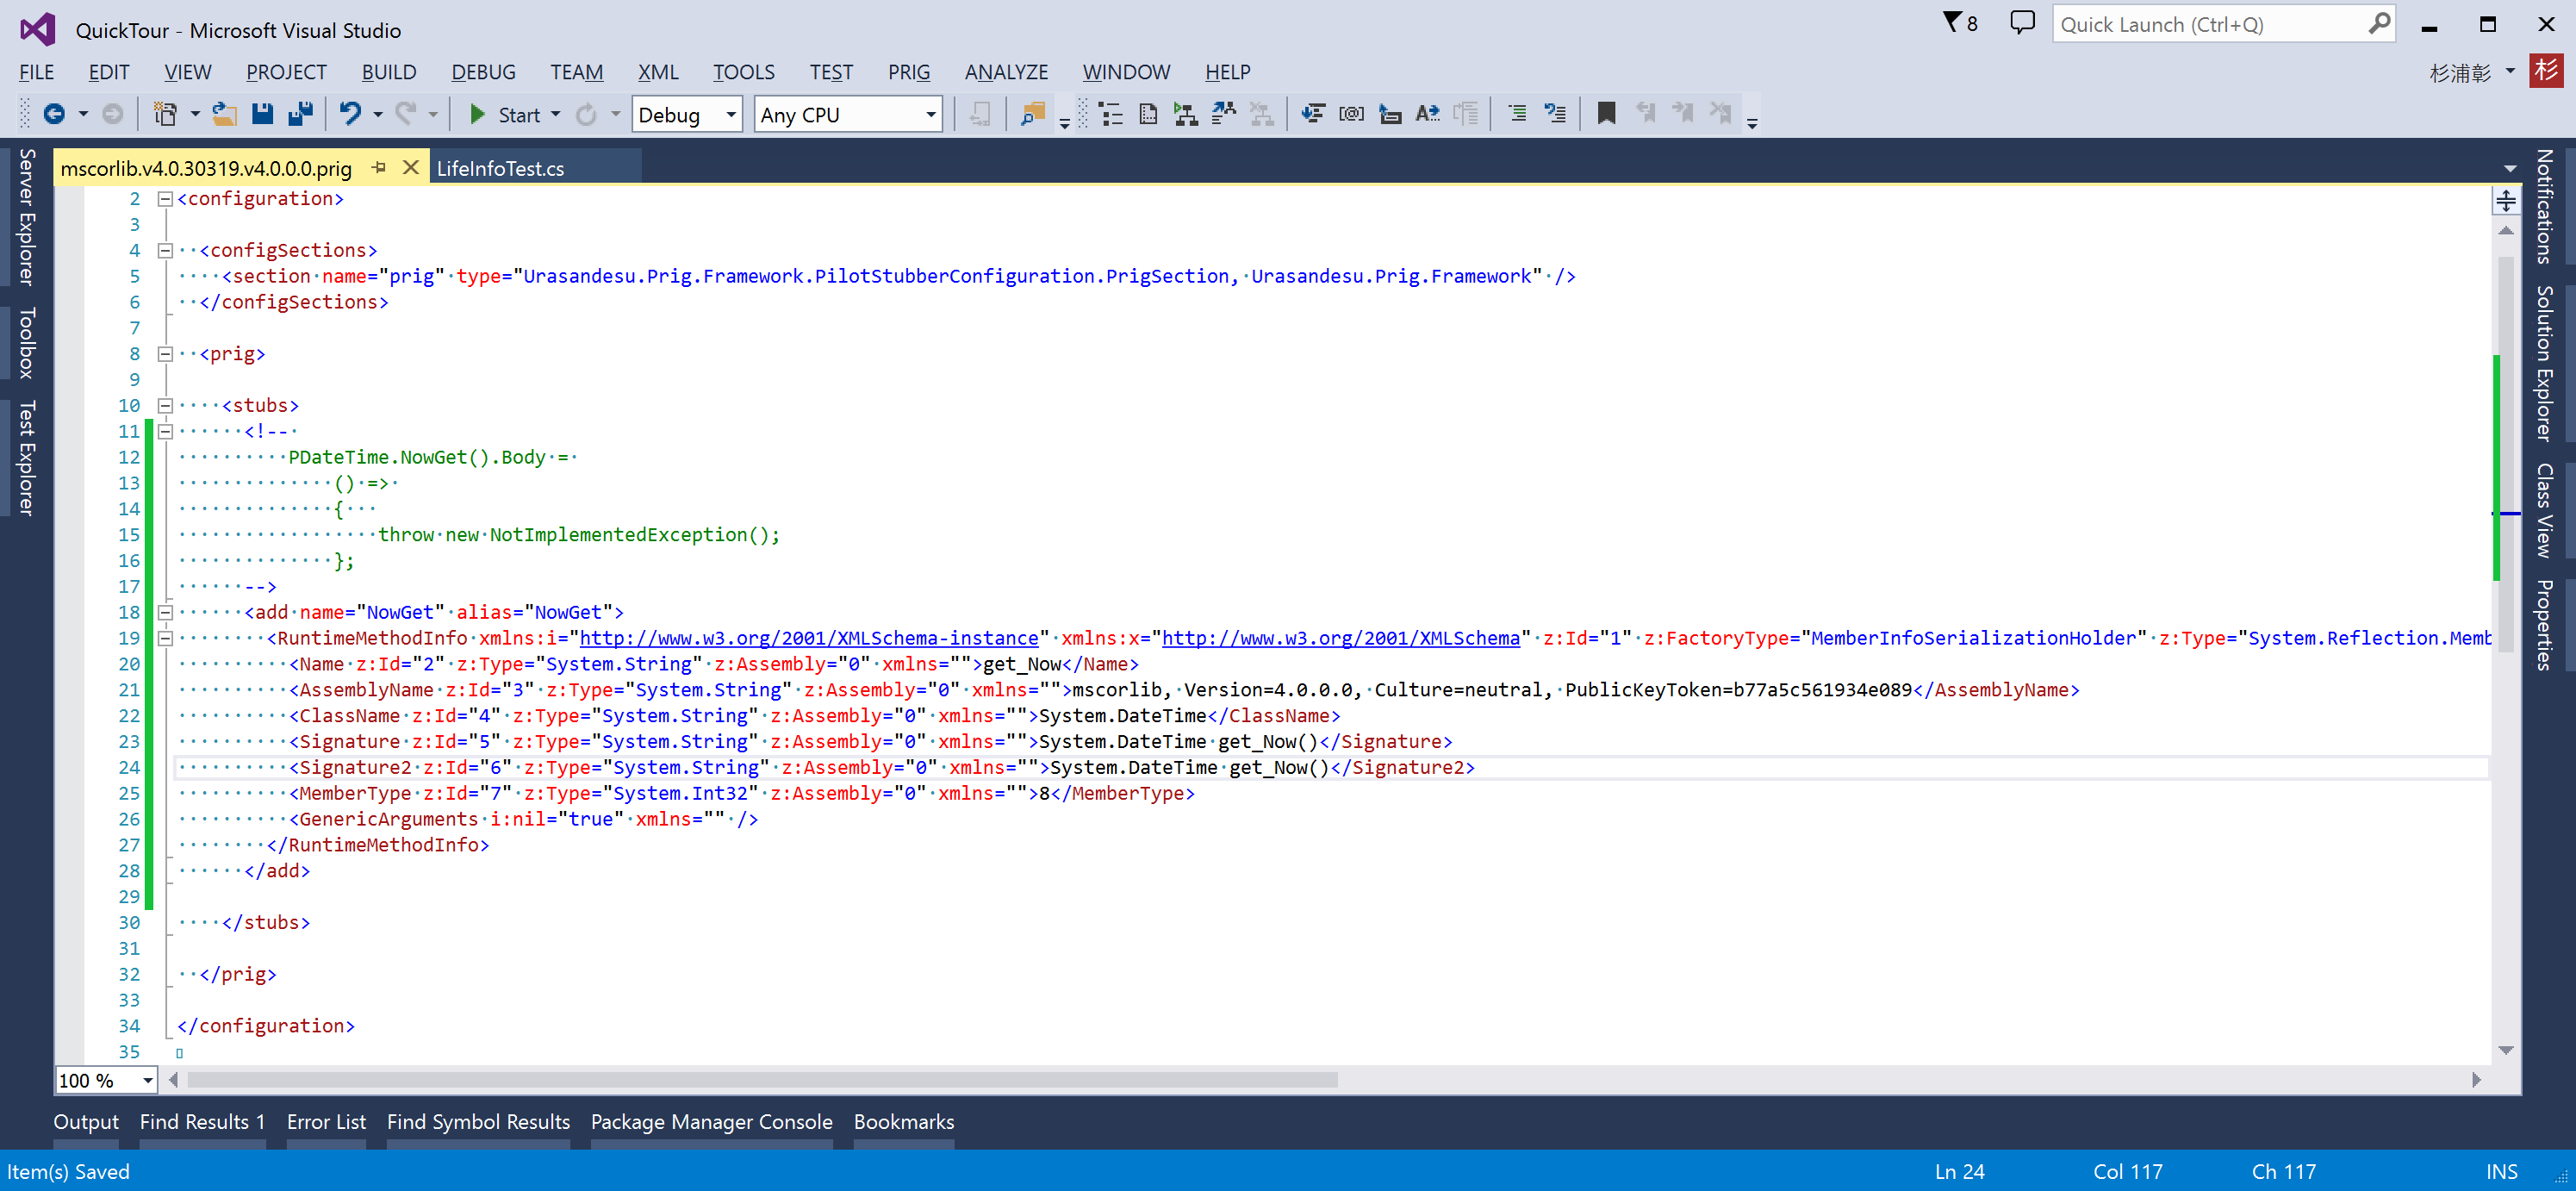 QuickTour - Microsoft Visual Studio
8
Quick Launch (Ctrl+Q)
FILE EDIT VIEW PROJECT BUILD DEBUG TEAM XML TOOLS TEST PRIG ANALYZE WINDOW HELP
杉浦彰
杉
Start
Debug
Any CPU
Server Explorer
Toolbox
Test Explorer
mscorlib.v4.0.30319.v4.0.0.0.prig
LifeInfoTest.cs
2 <configuration>
3
4 <configSections>
5 <section name="prig" type="Urasandesu.Prig.Framework.PilotStubberConfiguration.PrigSection, Urasandesu.Prig.Framework" />
6 </configSections>
7
8 <prig>
9
10 <stubs>
11 <!--
12 PDateTime.NowGet().Body =
13 () =>
14 {
15 throw new NotImplementedException();
16 };
17 -->
18 <add name="NowGet" alias="NowGet">
19 <RuntimeMethodInfo xmlns:i="http://www.w3.org/2001/XMLSchema-instance" xmlns:x="http://www.w3.org/2001/XMLSchema" z:Id="1" z:FactoryType="MemberInfoSerializationHolder" z:Type="System.Reflection.Memb
20 <Name z:Id="2" z:Type="System.String" z:Assembly="0" xmlns="">get_Now</Name>
21 <AssemblyName z:Id="3" z:Type="System.String" z:Assembly="0" xmlns="">mscorlib, Version=4.0.0.0, Culture=neutral, PublicKeyToken=b77a5c561934e089</AssemblyName>
22 <ClassName z:Id="4" z:Type="System.String" z:Assembly="0" xmlns="">System.DateTime</ClassName>
23 <Signature z:Id="5" z:Type="System.String" z:Assembly="0" xmlns="">System.DateTime get_Now()</Signature>
24 <Signature2 z:Id="6" z:Type="System.String" z:Assembly="0" xmlns="">System.DateTime get_Now()</Signature2>
25 <MemberType z:Id="7" z:Type="System.Int32" z:Assembly="0" xmlns="">8</MemberType>
26 <GenericArguments i:nil="true" xmlns="" />
27 </RuntimeMethodInfo>
28 </add>
29
30 </stubs>
31
32 </prig>
33
34 </configuration>
35
Notifications
Solution Explorer
Class View
Properties
100 %
Output Find Results 1 Error List Find Symbol Results Package Manager Console Bookmarks
Item(s) Saved
Ln 24 Col 117 Ch 117 INS